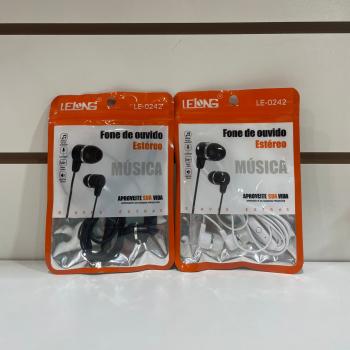 LELONG LE-0242
Fone de ouvido
Estéreo
MÚSICA
APROVEITE SUA VIDA
LELONG LE-0242
Fone de ouvido
Estéreo
MÚSICA
APROVEITE SUA VIDA